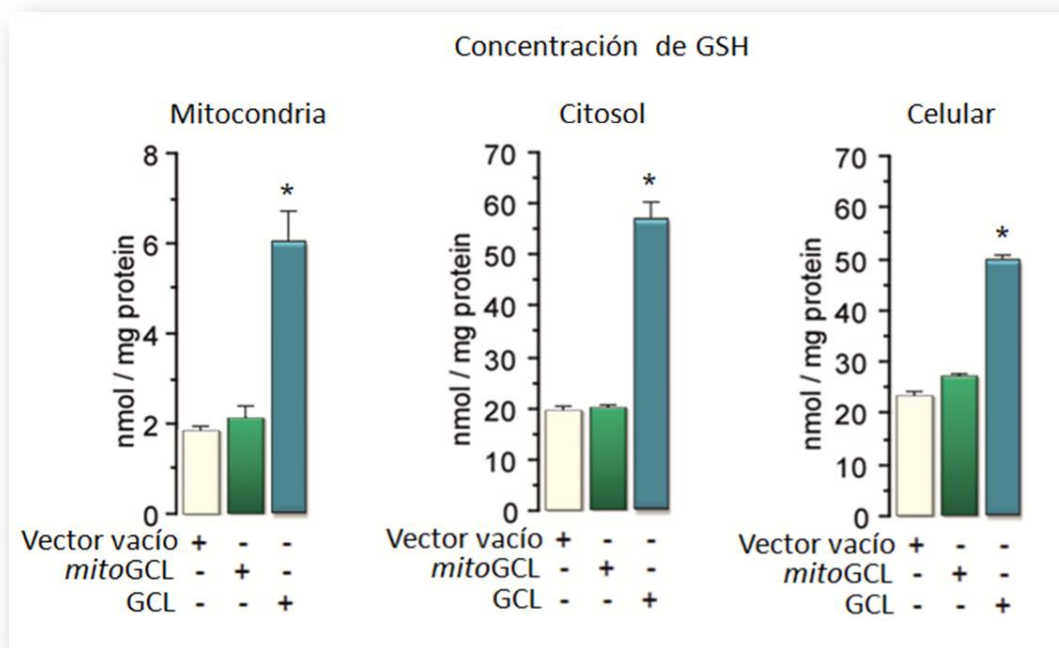 Concentración de GSH
Mitocondria
nmol / mg protein
8
6
4
2
0
*
Vector vacío + - -
mitoGCL - + -
GCL - - +
Citosol
nmol / mg protein
70
60
50
40
30
20
10
0
*
Vector vacío + - -
mitoGCL - + -
GCL - - +
Celular
nmol / mg protein
70
60
50
40
30
20
10
0
*
Vector vacío + - -
mitoGCL - + -
GCL - - +